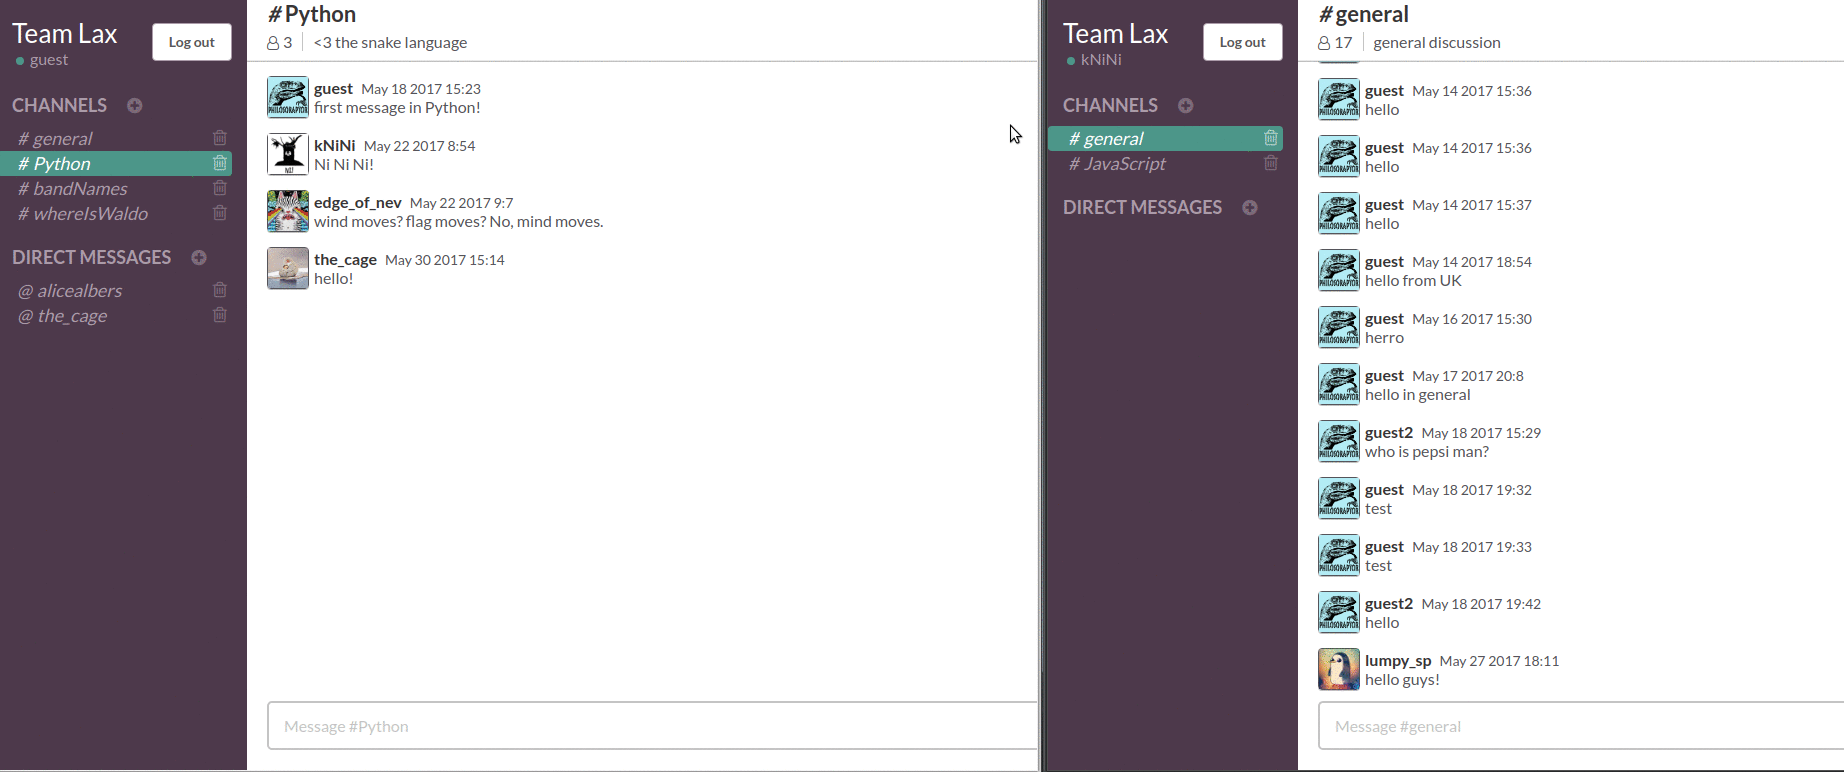 Team Lax
Log out
guest
CHANNELS
# general
# Python
# bandNames
# whereIsWaldo
DIRECT MESSAGES
@ alicealbers
@ the_cage
#Python
3 <3 the snake language
guest May 18 2017 15:23
first message in Python!
kNiNi May 22 2017 8:54
Ni Ni Ni!
edge_of_nev May 22 2017 9:7
wind moves? flag moves? No, mind moves.
the_cage May 30 2017 15:14
hello!
Message #Python
Team Lax
Log out
kNiNi
CHANNELS
# general
# JavaScript
DIRECT MESSAGES
#general
17 general discussion
guest May 14 2017 15:36
hello
guest May 14 2017 15:36
hello
guest May 14 2017 15:37
hello
guest May 14 2017 18:54
hello from UK
guest May 16 2017 15:30
herro
guest May 17 2017 20:8
hello in general
guest2 May 18 2017 15:29
who is pepsi man?
guest May 18 2017 19:32
test
guest May 18 2017 19:33
test
guest2 May 18 2017 19:42
hello
lumpy_sp May 27 2017 18:11
hello guys!
Message #general